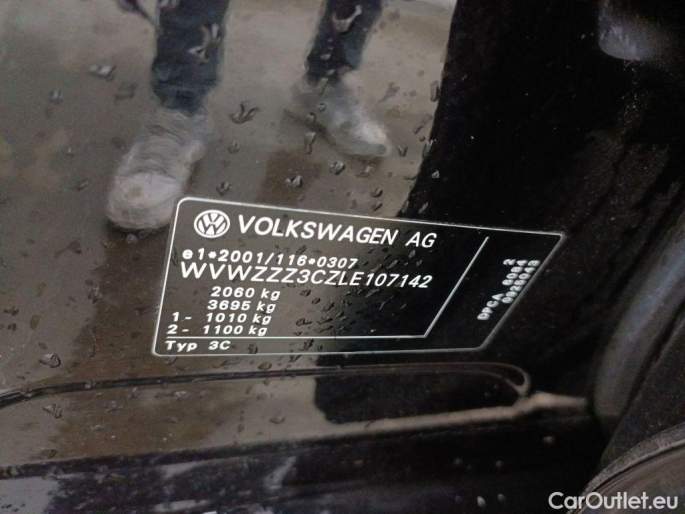 VOLKSWAGEN AG
e1*2001/116*0307
WVWZZZ3CZLE107142
2060 kg
3695 kg
1- 1010 kg
2- 1100 kg
Typ 3C
DPCA
CarOutlet.eu